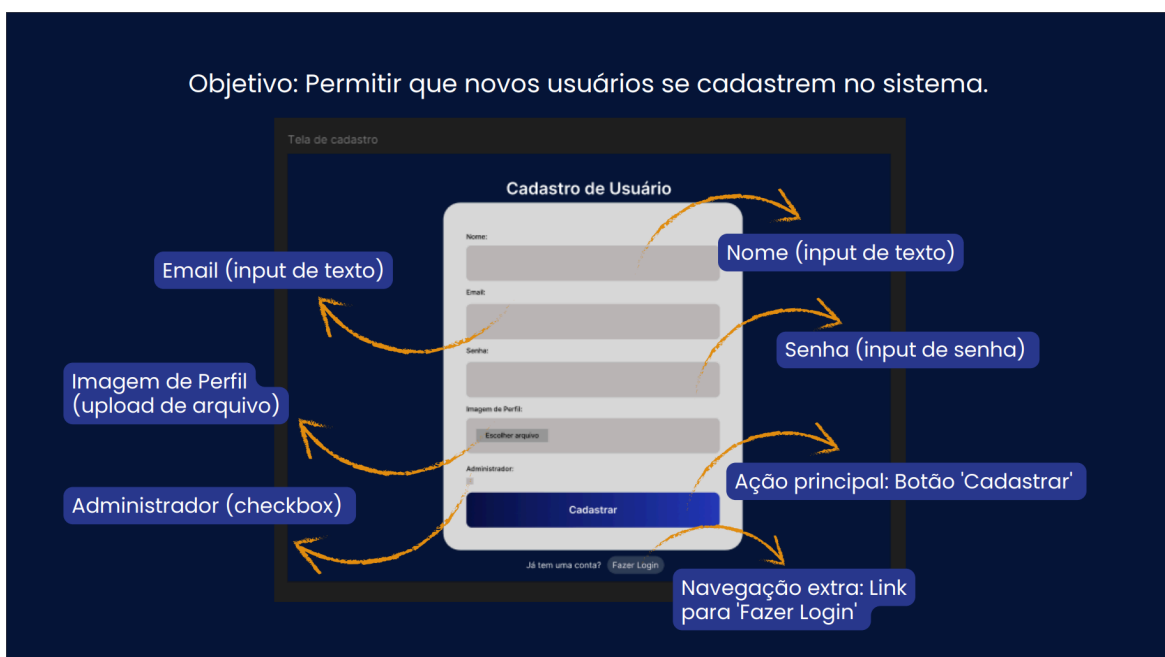 Objetivo: Permitir que novos usuários se cadastrem no sistema.
Tela de cadastro
Cadastro de Usuário
Nome:
Nome (input de texto)
Email (input de texto)
Email:
Senha:
Senha (input de senha)
Imagem de Perfil
(upload de arquivo)
Imagem de Perfil:
Escolher arquivo
Administrador:
Ação principal: Botão 'Cadastrar'
Administrador (checkbox)
Cadastrar
Já tem uma conta? Fazer Login
Navegação extra: Link
para 'Fazer Login'